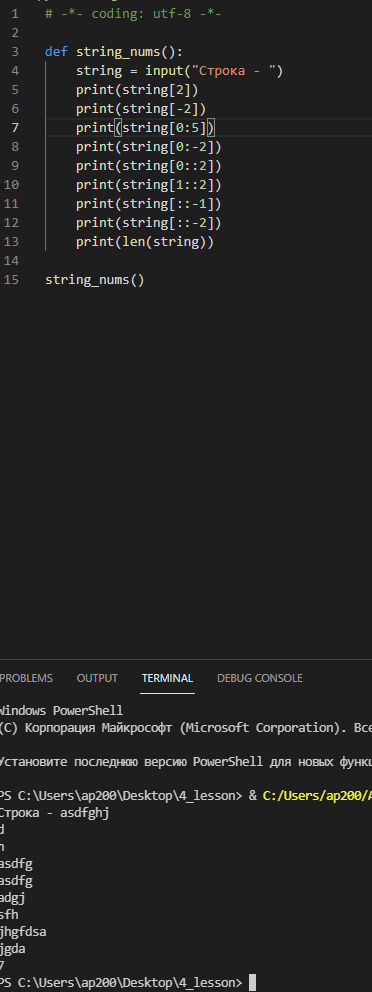 1 # -*- coding: utf-8 -*-
2
3 def string_nums():
4 string = input("Строка - ")
5 print(string[2])
6 print(string[-2])
7 print(string[0:5])
8 print(string[0:-2])
9 print(string[0::2])
10 print(string[1::2])
11 print(string[::-1])
12 print(string[::-2])
13 print(len(string))
14
15 string_nums()
PROBLEMS OUTPUT TERMINAL DEBUG CONSOLE
Windows PowerShell
(C) Корпорация Майкрософт (Microsoft Corporation). Все
Установите последнюю версию PowerShell для новых функц
PS C:\Users\ap200\Desktop\4_lesson> & C:/Users/ap200/A
Строка - asdfghj
d
h
asdfg
asdfg
adgj
sfh
jhgfdsa
jgda
7
PS C:\Users\ap200\Desktop\4_lesson>